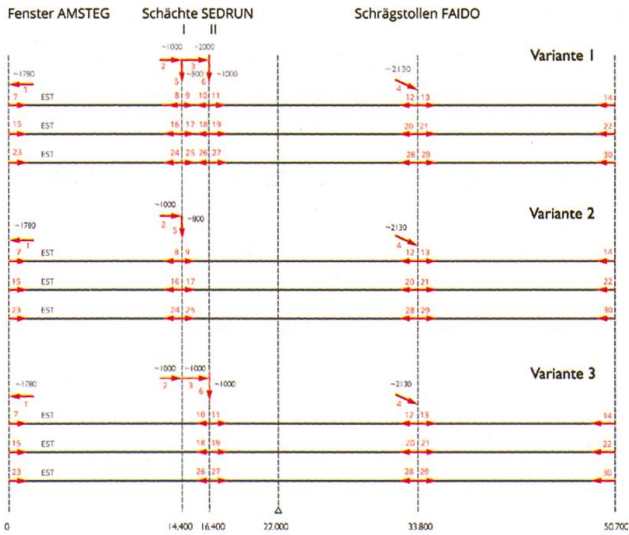 Fenster AMSTEG Schächte SEDRUN Schrägstollen FAIDO
I II
Variante 1
~1000 ~2000
2 3
~1780 5 ~800 6 ~1000 ~2130
1 4
7 EST 8 9 10 11 12 13 14
15 EST 16 17 18 19 20 21 22
23 EST 24 25 26 27 28 29 30
Variante 2
~1000
2 5 ~800
~1780 ~2130
1 4
7 EST 8 9 12 13 14
15 EST 16 17 20 21 22
23 EST 24 25 28 29 30
Variante 3
~1000 ~1000
2 3
~1780 6 ~1000 ~2130
1 4
7 EST 10 11 12 13 14
15 EST 18 19 20 21 22
23 EST 26 27 28 29 30
0 14.400 16.400 22.000 33.800 50.700